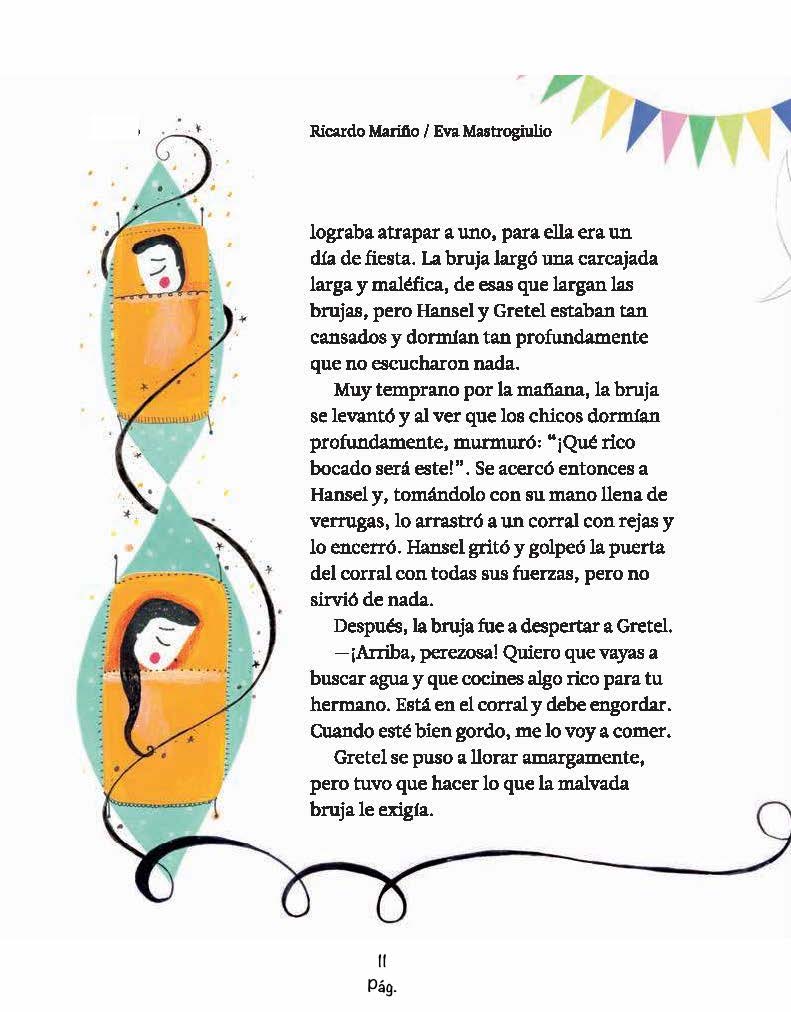 Ricardo Mariño / Eva Mastrogiulio
lograba atrapar a uno, para ella era un
día de fiesta. La bruja largó una carcajada
larga y maléfica, de esas que largan las
brujas, pero Hansel y Gretel estaban tan
cansados y dormían tan profundamente
que no escucharon nada.
Muy temprano por la mañana, la bruja
se levantó y al ver que los chicos dormían
profundamente, murmuró: “¡Qué rico
bocado será este!”. Se acercó entonces a
Hansel y, tomándolo con su mano llena de
verrugas, lo arrastró a un corral con rejas y
lo encerró. Hansel gritó y golpeó la puerta
del corral con todas sus fuerzas, pero no
sirvió de nada.
Después, la bruja fue a despertar a Gretel.
—¡Arriba, perezosa! Quiero que vayas a
buscar agua y que cocines algo rico para tu
hermano. Está en el corral y debe engordar.
Cuando esté bien gordo, me lo voy a comer.
Gretel se puso a llorar amargamente,
pero tuvo que hacer lo que la malvada
bruja le exigía.
11
Pág.